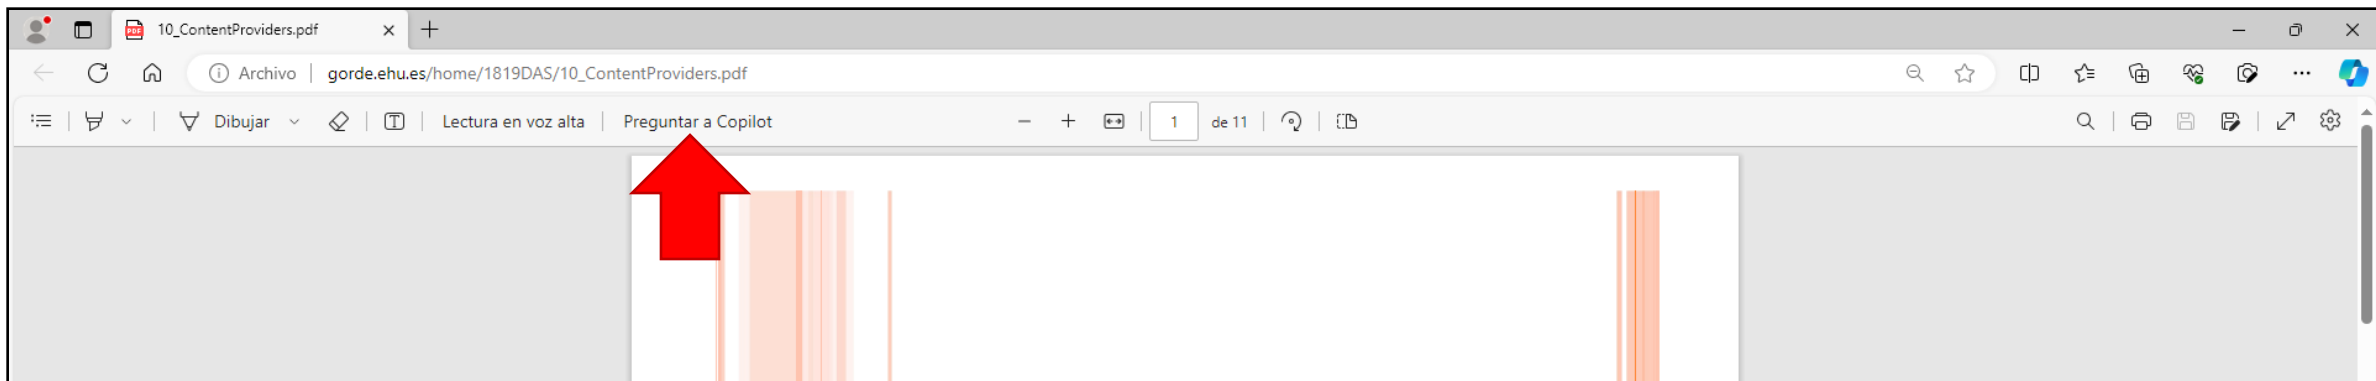 10_ContentProviders.pdf
Archivo | gorde.ehu.es/home/1819DAS/10_ContentProviders.pdf
Dibujar | Lectura en voz alta | Preguntar a Copilot 1 de 11